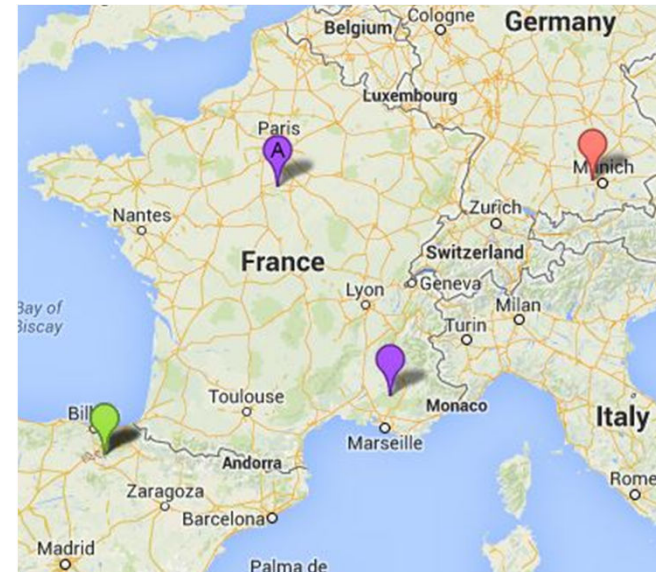 Cologne
Belgium
Germany
Luxembourg
Paris
A
Munich
Nantes
Zurich
France
Switzerland
Geneva
Lyon
Milan
Bay of
Biscay
Turin
Toulouse
Monaco
Italy
Marseille
Andorra
Rome
Zaragoza
Barcelona
Madrid
Palma de